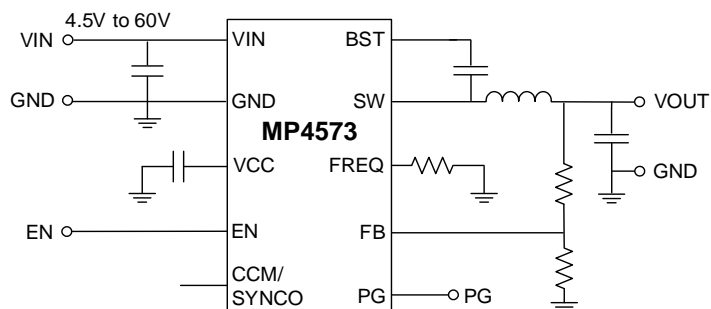 4.5V to 60V
VIN
VIN
BST
GND
GND
SW
VOUT
MP4573
VCC
FREQ
GND
EN
EN
FB
CCM/
SYNCO
PG
PG